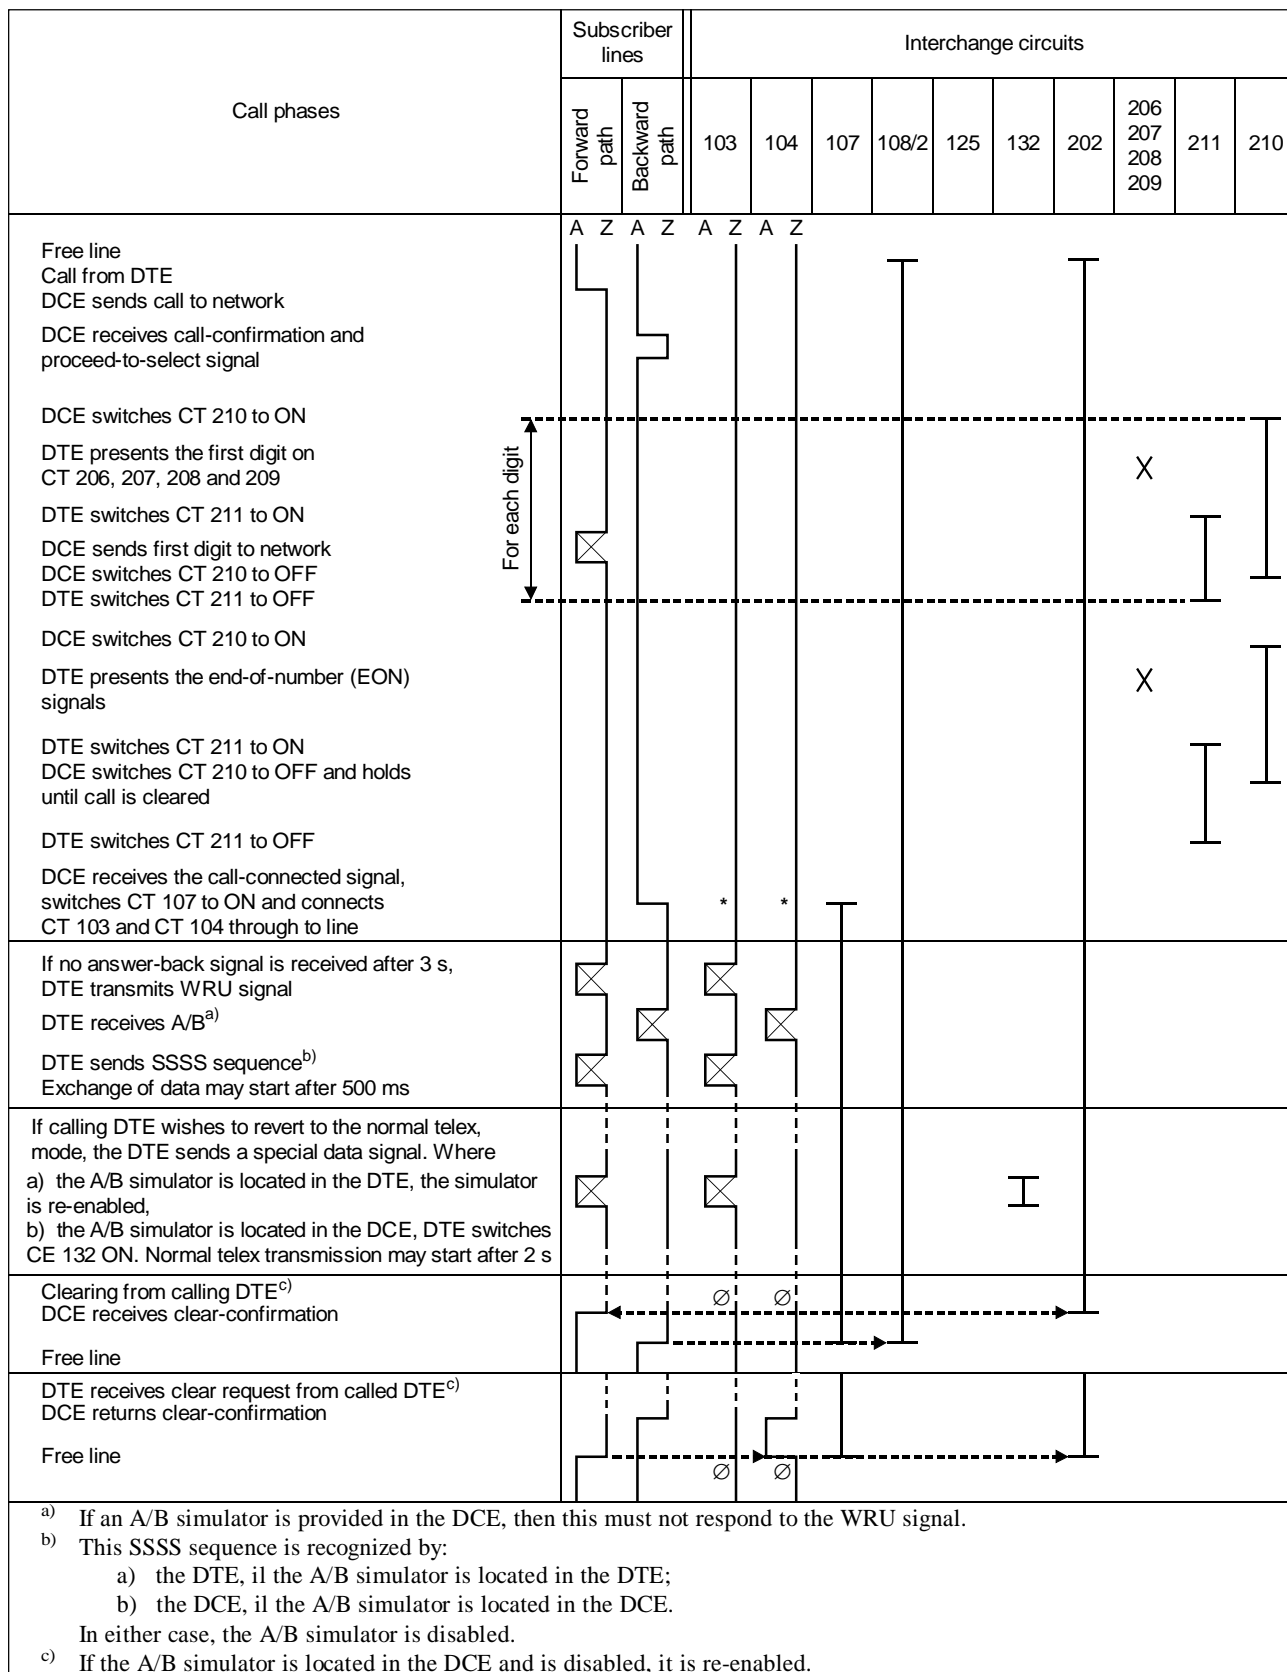 Call phases
Subscriber
lines
Interchange circuits
Forward
path
Backward
path
103
104
107
108/2
125
132
202
206
207
208
209
211
210
A Z A Z A Z A Z
Free line
Call from DTE
DCE sends call to network
DCE receives call-confirmation and
proceed-to-select signal
DCE switches CT 210 to ON
DTE presents the first digit on
CT 206, 207, 208 and 209
X
For each digit
DTE switches CT 211 to ON
DCE sends first digit to network
DCE switches CT 210 to OFF
DTE switches CT 211 to OFF
DCE switches CT 210 to ON
DTE presents the end-of-number (EON)
signals
X
DTE switches CT 211 to ON
DCE switches CT 210 to OFF and holds
until call is cleared
DTE switches CT 211 to OFF
DCE receives the call-connected signal,
switches CT 107 to ON and connects
CT 103 and CT 104 through to line
* *
If no answer-back signal is received after 3 s,
DTE transmits WRU signal
DTE receives A/B a)
DTE sends SSSS sequence b)
Exchange of data may start after 500 ms
If calling DTE wishes to revert to the normal telex,
mode, the DTE sends a special data signal. Where
a) the A/B simulator is located in the DTE, the simulator
is re-enabled,
b) the A/B simulator is located in the DCE, DTE switches
CE 132 ON. Normal telex transmission may start after 2 s
Clearing from calling DTE c)
DCE receives clear-confirmation
∅ ∅
Free line
DTE receives clear request from called DTE c)
DCE returns clear-confirmation
Free line
∅ ∅
a) If an A/B simulator is provided in the DCE, then this must not respond to the WRU signal.
b) This SSSS sequence is recognized by:
a) the DTE, il the A/B simulator is located in the DTE;
b) the DCE, il the A/B simulator is located in the DCE.
In either case, the A/B simulator is disabled.
c) If the A/B simulator is located in the DCE and is disabled, it is re-enabled.